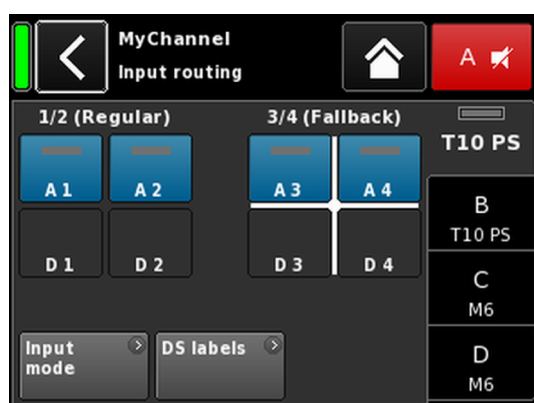 MyChannel
Input routing
A
1/2 (Regular)
3/4 (Fallback)
T10 PS
A 1
A 2
A 3
A 4
B
T10 PS
D 1
D 2
D 3
D 4
C
M6
Input mode
DS labels
D
M6